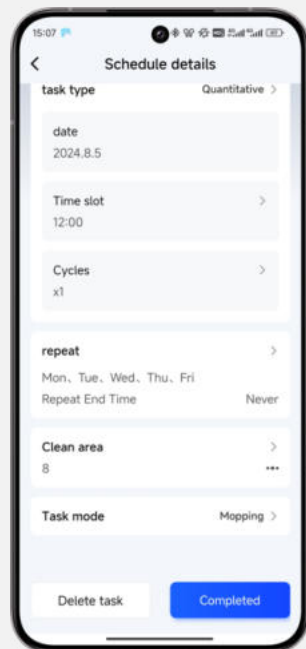 15:07
Schedule details
task type Quantitative
date
2024.8.5
Time slot
12:00
Cycles
x1
repeat
Mon、Tue、Wed、Thu、Fri
Repeat End Time Never
Clean area
8
Task mode Mopping
Delete task Completed